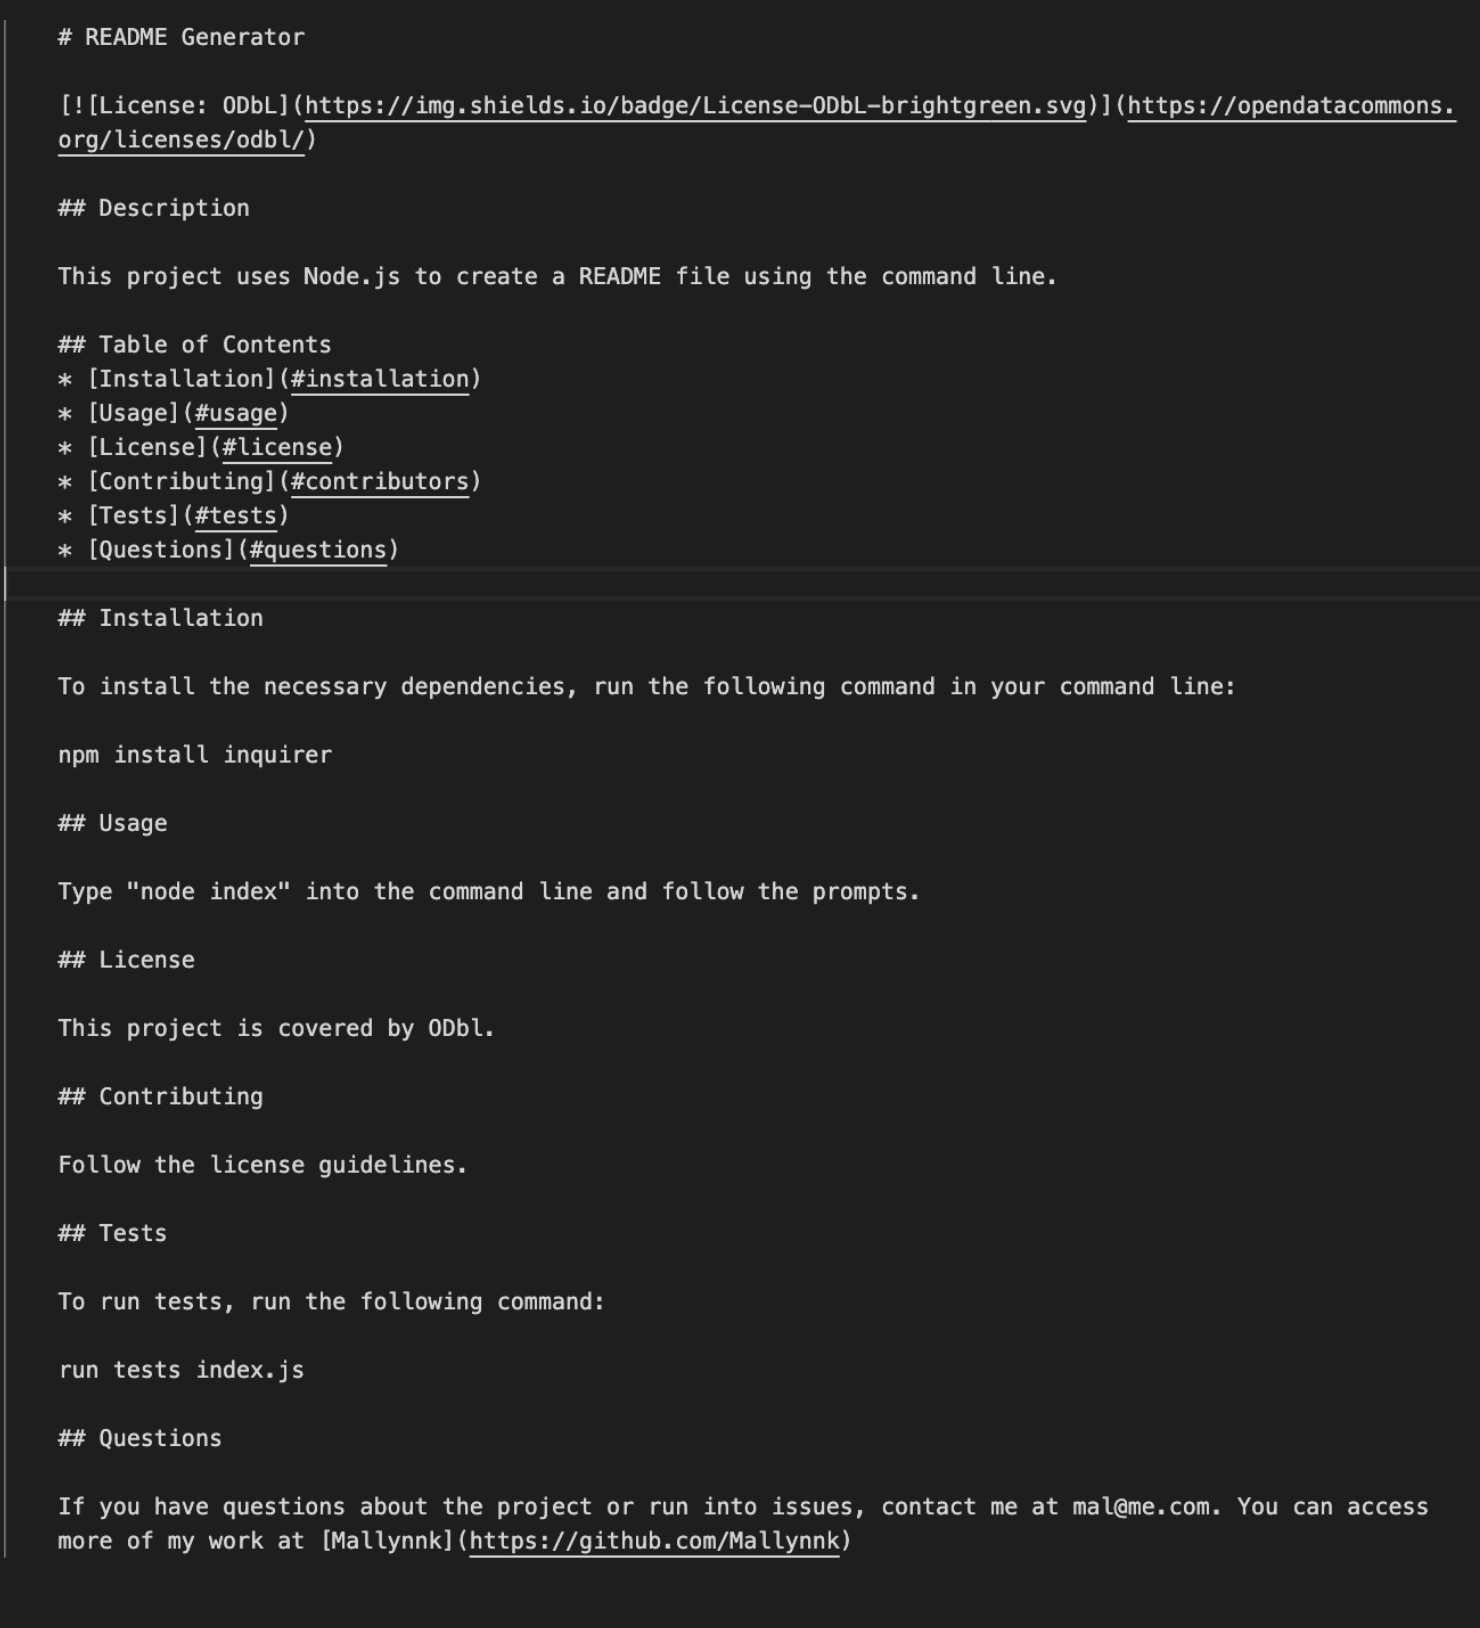 # README Generator
[![License: ODbL](https://img.shields.io/badge/License-ODbL-brightgreen.svg)](https://opendatacommons.
org/licenses/odbl/)
## Description
This project uses Node.js to create a README file using the command line.
## Table of Contents
* [Installation](#installation)
* [Usage](#usage)
* [License](#license)
* [Contributing](#contributors)
* [Tests](#tests)
* [Questions](#questions)
## Installation
To install the necessary dependencies, run the following command in your command line:
npm install inquirer
## Usage
Type "node index" into the command line and follow the prompts.
## License
This project is covered by ODbl.
## Contributing
Follow the license guidelines.
## Tests
To run tests, run the following command:
run tests index.js
## Questions
If you have questions about the project or run into issues, contact me at mal@me.com. You can access
more of my work at [Mallynnk](https://github.com/Mallynnk)